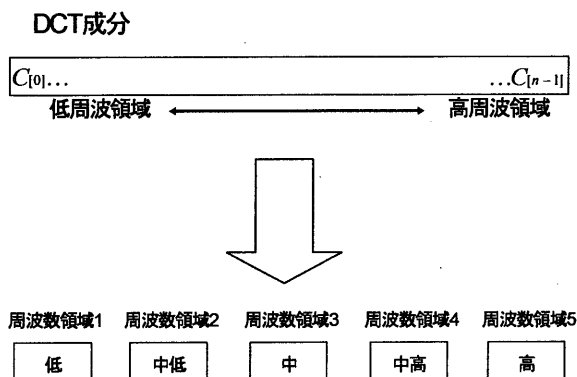 DCT成分
C[0]… …C[n−1]
低周波領域 高周波領域
周波数領域1 周波数領域2 周波数領域3 周波数領域4 周波数領域5
低 中低 中 中高 高